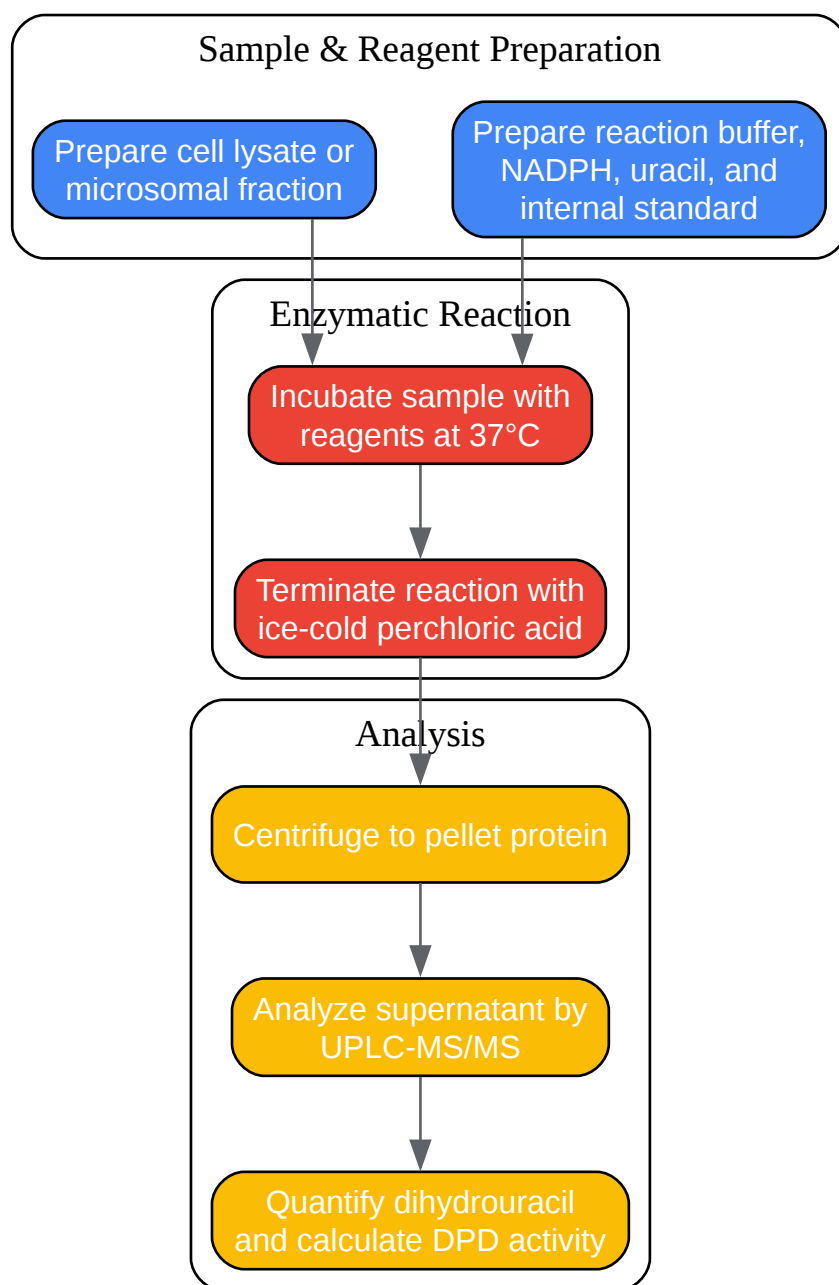 Sample & Reagent Preparation
Prepare cell lysate or
microsomal fraction
Prepare reaction buffer,
NADPH, uracil, and
internal standard
Enzymatic Reaction
Incubate sample with
reagents at 37°C
Terminate reaction with
ice-cold perchloric acid
Analysis
Centrifuge to pellet protein
Analyze supernatant by
UPLC-MS/MS
Quantify dihydrouracil
and calculate DPD activity